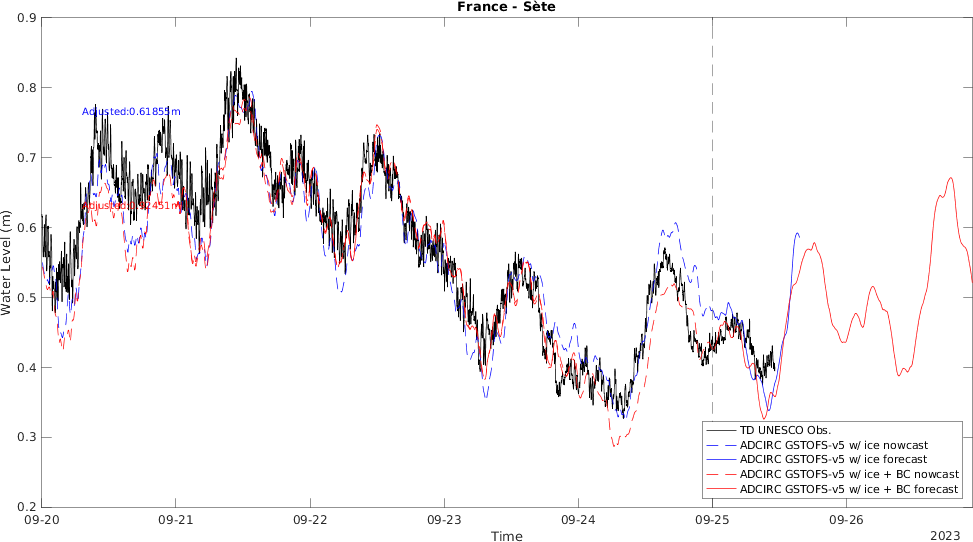 France - Sète
Water Level (m)
0.9
0.8
0.7
0.6
0.5
0.4
0.3
0.2
Adjusted:0.61855m
TD UNESCO Obs.
ADCIRC GSTOFS-v5 w/ ice nowcast
ADCIRC GSTOFS-v5 w/ ice forecast
ADCIRC GSTOFS-v5 w/ ice + BC nowcast
ADCIRC GSTOFS-v5 w/ ice + BC forecast
09-20
09-21
09-22
09-23
09-24
09-25
09-26
Time
2023